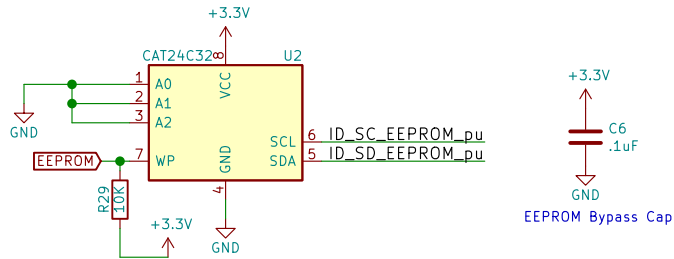 +3.3V
CAT24C32
U2
8
VCC
1 A0
2 A1
3 A2
GND
SCL 6 ID_SC_EEPROM_pu
SDA 5 ID_SD_EEPROM_pu
EEPROM
7 WP
GND
4
R29
10K
+3.3V
GND
+3.3V
C6
.1uF
GND
EEPROM Bypass Cap